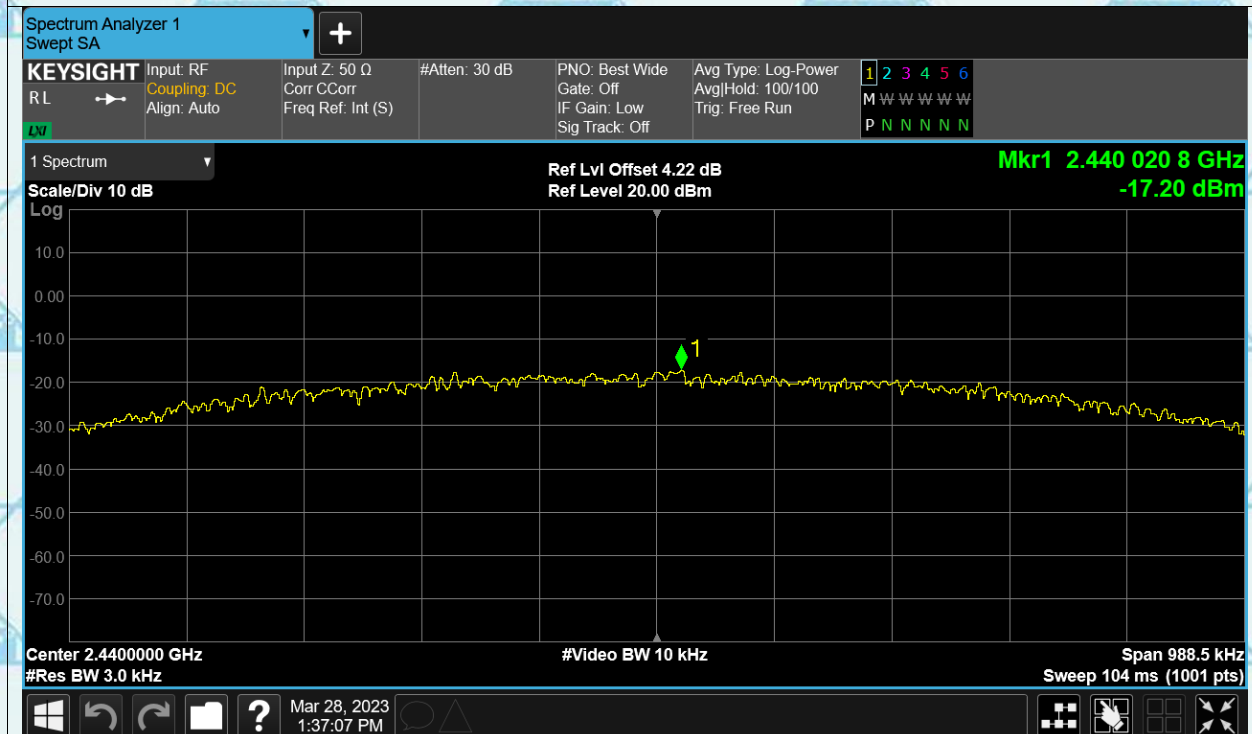 Spectrum Analyzer 1
Swept SA
+
KEYSIGHT
RL
LXI
Input: RF
Coupling: DC
Align: Auto
Input Z: 50 Ω
Corr CCorr
Freq Ref: Int (S)
#Atten: 30 dB
PNO: Best Wide
Gate: Off
IF Gain: Low
Sig Track: Off
Avg Type: Log-Power
Avg|Hold: 100/100
Trig: Free Run
1 2 3 4 5 6
M W W W W W
P N N N N N
1 Spectrum
Scale/Div 10 dB
Log
Ref Lvl Offset 4.22 dB
Ref Level 20.00 dBm
Mkr1 2.440 020 8 GHz
-17.20 dBm
10.0
0.00
-10.0
1
-20.0
-30.0
-40.0
-50.0
-60.0
-70.0
Center 2.4400000 GHz
#Video BW 10 kHz
Span 988.5 kHz
#Res BW 3.0 kHz
Sweep 104 ms (1001 pts)
?
Mar 28, 2023
1:37:07 PM